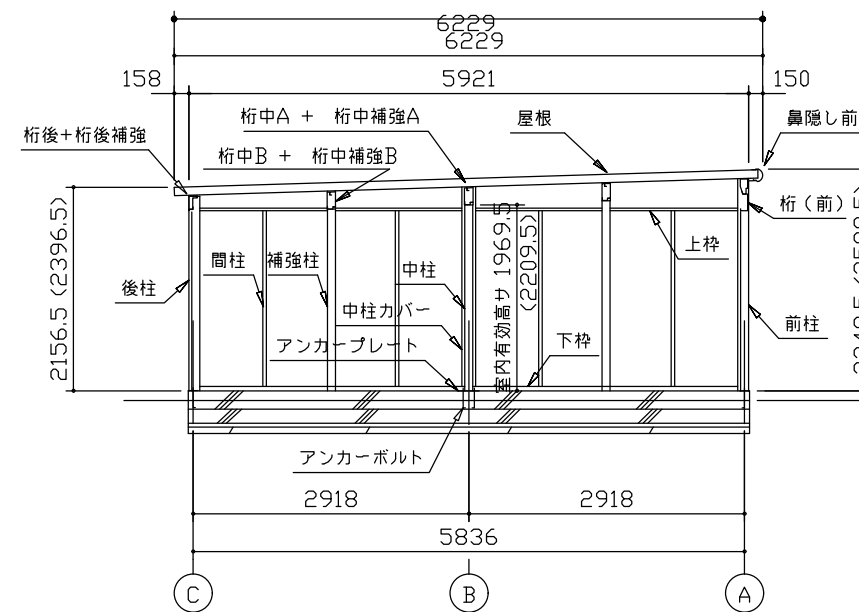 6229
6229
158
5921
150
桁中A + 桁中補強A
屋根
鼻隠し前
桁後+桁後補強
桁中B + 桁中補強B
桁(前)
上枠
2156.5 (2396.5)
室内有効高サ 1969.5
(2209.5)
間柱
補強柱
中柱
後柱
中柱カバー
前柱
アンカープレート
下枠
アンカーボルト
2918
2918
5836
C
B
A